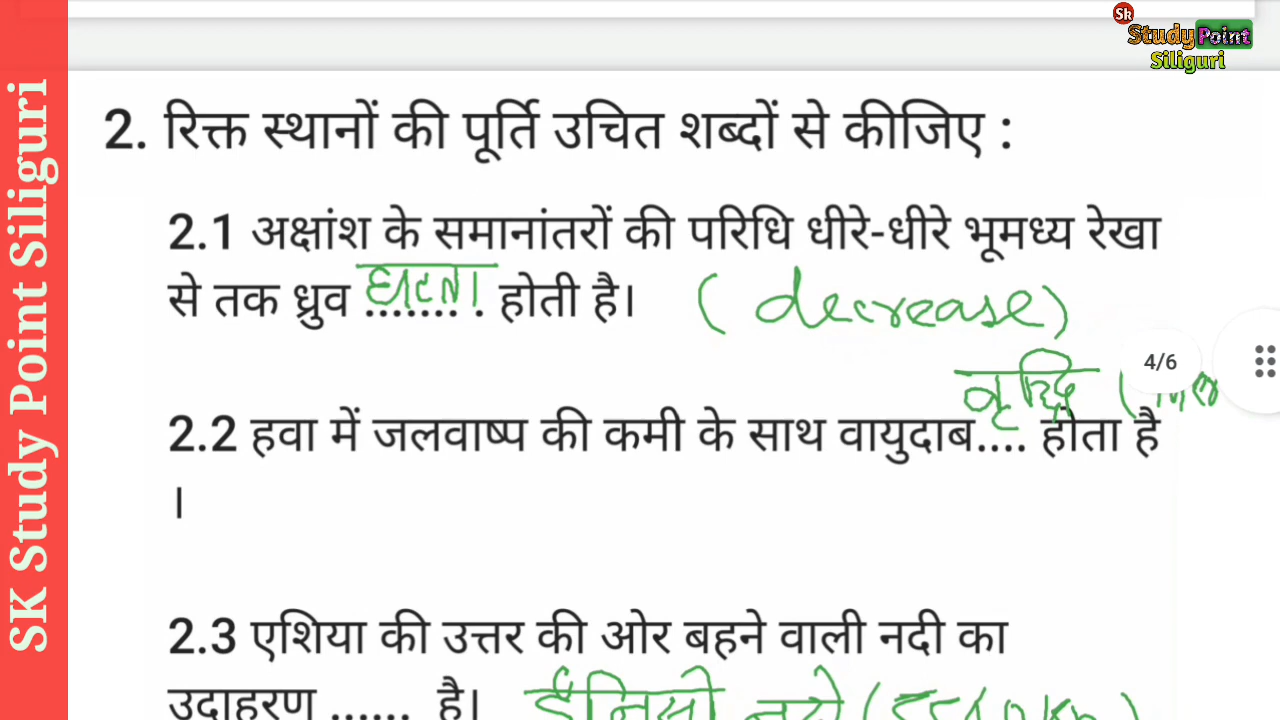 Sk
Study Point
Siliguri
SK Study Point Siliguri
2. रिक्त स्थानों की पूर्ति उचित शब्दों से कीजिए :
2.1 अक्षांश के समानांतरों की परिधि धीरे-धीरे भूमध्य रेखा
से तक ध्रुव घटना ....... . होती है। (decrease)
4/6
वृद्धि
2.2 हवा में जलवाष्प की कमी के साथ वायुदाब.... होता है
।
2.3 एशिया की उत्तर की ओर बहने वाली नदी का
उदाहरण ...... है।